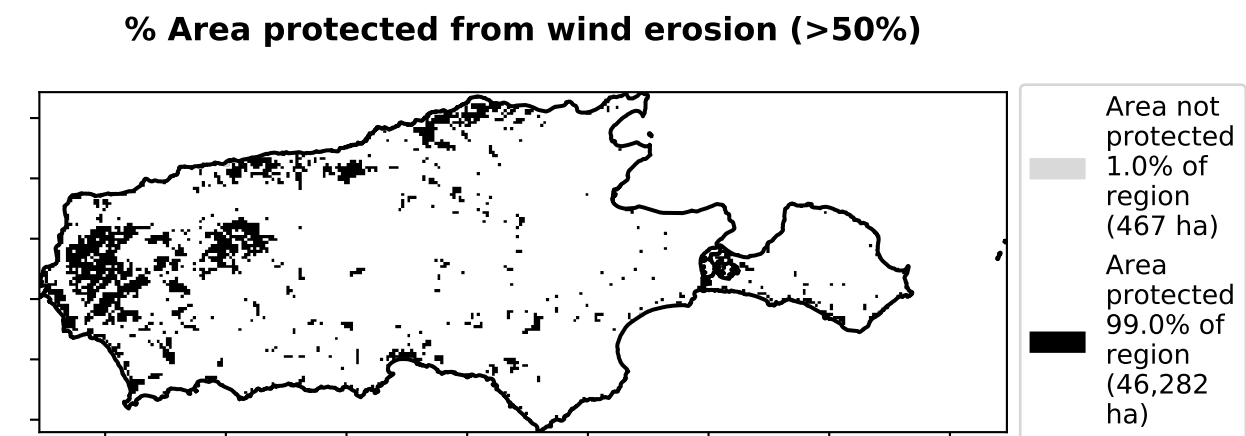 % Area protected from wind erosion (>50%)
Area not
protected
1.0% of
region
(467 ha)
Area
protected
99.0% of
region
(46,282
ha)